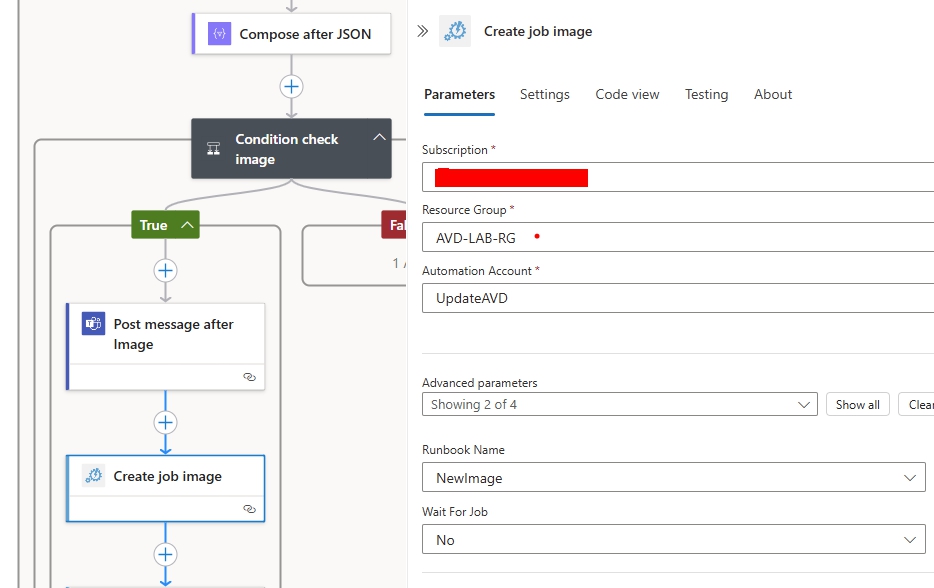 Compose after JSON
Condition check
image
True
Fal
1
Post message after
Image
Create job image
Create job image
Parameters
Settings
Code view
Testing
About
Subscription *
Resource Group *
AVD-LAB-RG
Automation Account *
UpdateAVD
Advanced parameters
Showing 2 of 4
Show all
Clear
Runbook Name
NewImage
Wait For Job
No